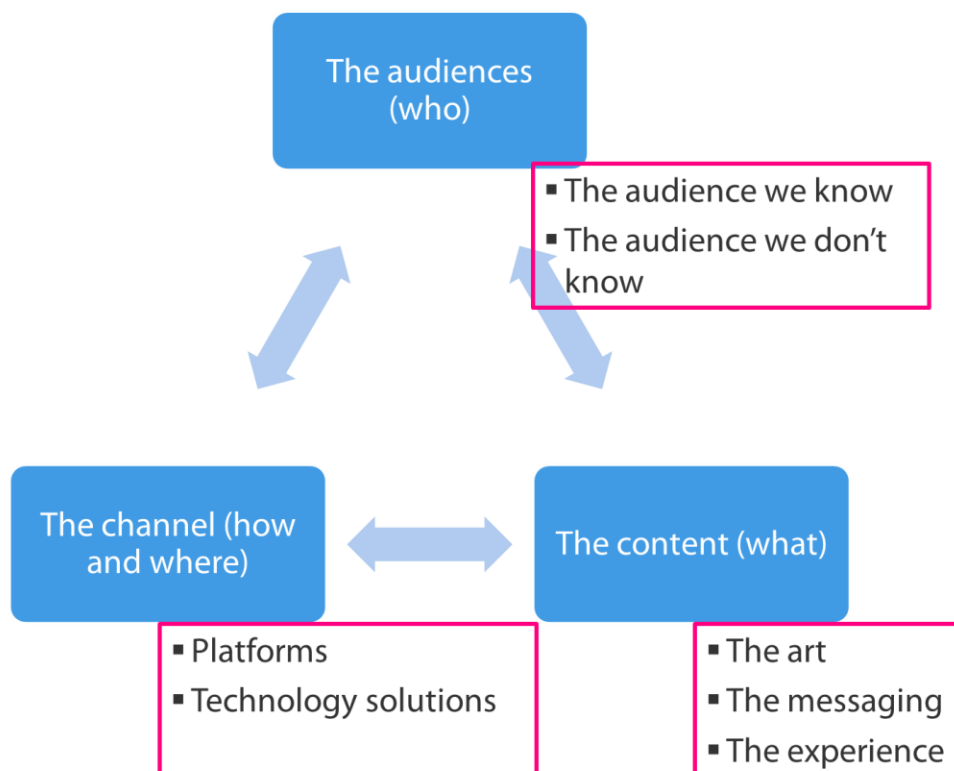 The audiences
(who)
▪ The audience we know
▪ The audience we don’t
know
The channel (how
and where)
▪ Platforms
▪ Technology solutions
The content (what)
▪ The art
▪ The messaging
▪ The experience